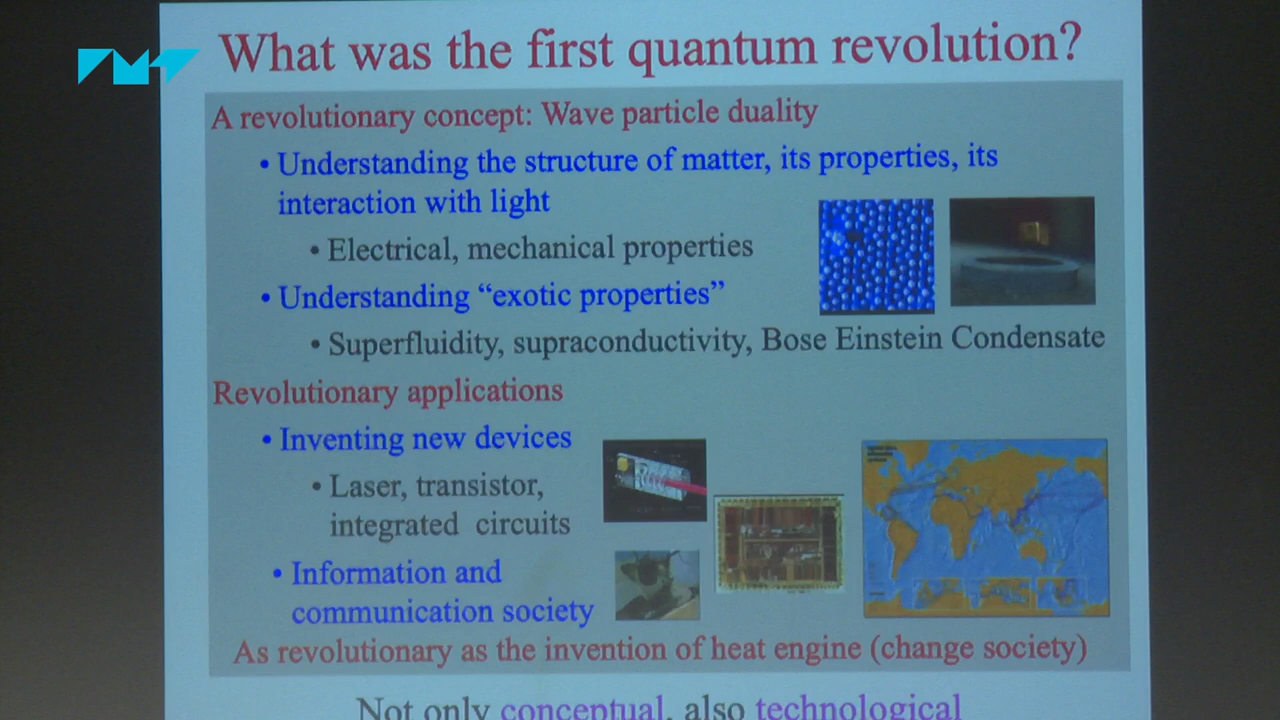 What was the first quantum revolution?
A revolutionary concept: Wave particle duality
• Understanding the structure of matter, its properties, its
interaction with light
• Electrical, mechanical properties
• Understanding “exotic properties”
• Superfluidity, supraconductivity, Bose Einstein Condensate
Revolutionary applications
• Inventing new devices
• Laser, transistor,
integrated circuits
• Information and
communication society
As revolutionary as the invention of heat engine (change society)
Not only conceptual, also technological